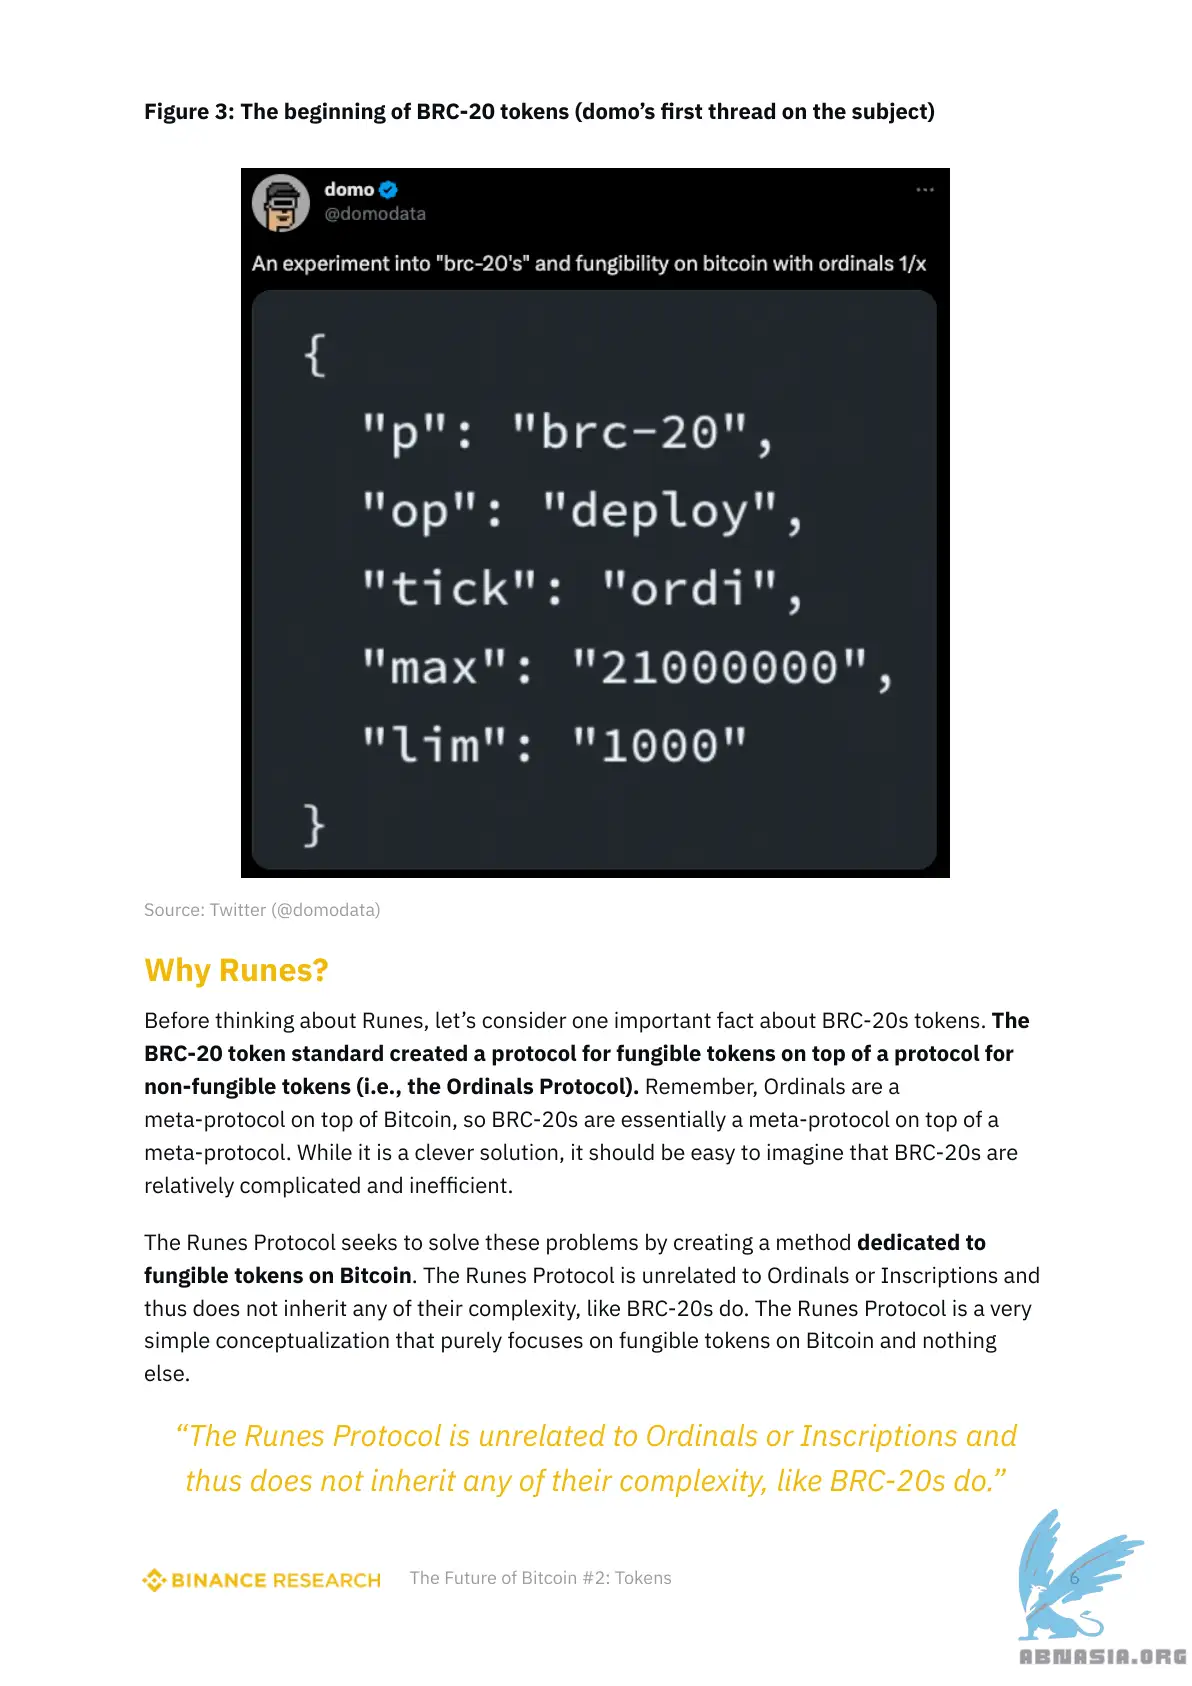 Figure 3: The beginning of BRC-20 tokens (domo’s first thread on the subject)
domo
@domodata
An experiment into "brc-20's" and fungibility on bitcoin with ordinals 1/x
{
"p": "brc-20",
"op": "deploy",
"tick": "ordi",
"max": "21000000",
"lim": "1000"
}
Source: Twitter (@domodata)
Why Runes?
Before thinking about Runes, let’s consider one important fact about BRC-20s tokens. The
BRC-20 token standard created a protocol for fungible tokens on top of a protocol for
non-fungible tokens (i.e., the Ordinals Protocol). Remember, Ordinals are a
meta-protocol on top of Bitcoin, so BRC-20s are essentially a meta-protocol on top of a
meta-protocol. While it is a clever solution, it should be easy to imagine that BRC-20s are
relatively complicated and inefficient.
The Runes Protocol seeks to solve these problems by creating a method dedicated to
fungible tokens on Bitcoin. The Runes Protocol is unrelated to Ordinals or Inscriptions and
thus does not inherit any of their complexity, like BRC-20s do. The Runes Protocol is a very
simple conceptualization that purely focuses on fungible tokens on Bitcoin and nothing
else.
“The Runes Protocol is unrelated to Ordinals or Inscriptions and
thus does not inherit any of their complexity, like BRC-20s do.”
BINANCE RESEARCH The Future of Bitcoin #2: Tokens 6
ABNASIA.ORG